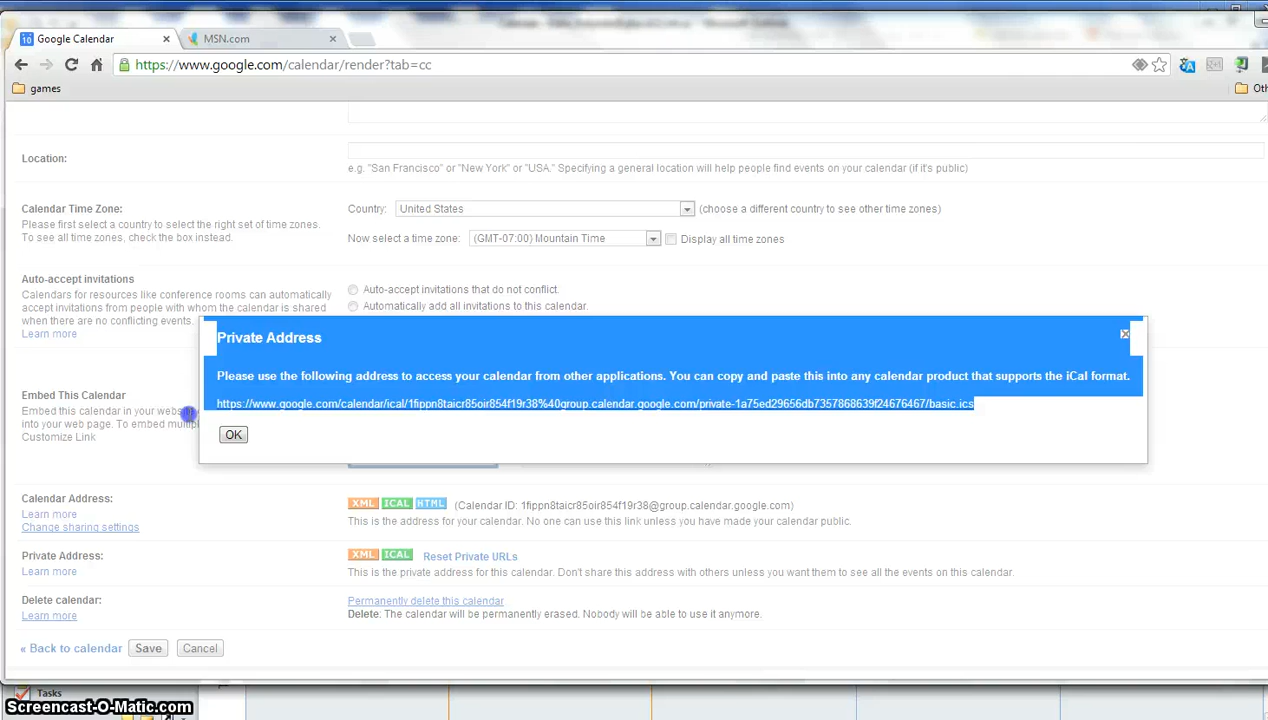 Google Calendar
MSN.com
https://www.google.com/calendar/render?tab=cc
games
Oth
Location:
e.g. "San Francisco" or "New York" or "USA." Specifying a general location will help people find events on your calendar (if it's public)
Calendar Time Zone:
Please first select a country to select the right set of time zones.
To see all time zones, check the box instead.
Country: United States (choose a different country to see other time zones)
Now select a time zone: (GMT-07:00) Mountain Time Display all time zones
Auto-accept invitations
Calendars for resources like conference rooms can automatically
accept invitations from people with whom the calendar is shared
when there are no conflicting events.
Learn more
Auto-accept invitations that do not conflict.
Automatically add all invitations to this calendar.
Private Address
Please use the following address to access your calendar from other applications. You can copy and paste this into any calendar product that supports the iCal format.
https://www.google.com/calendar/ical/1fippn8taicr85oir854f19r38%40group.calendar.google.com/private-1a75ed29656db7357868639f24676467/basic.ics
OK
Embed This Calendar
Embed this calendar in your website
into your web page. To embed multipl
Customize Link
Calendar Address:
Learn more
Change sharing settings
XML ICAL HTML (Calendar ID: 1fippn8taicr85oir854f19r38@group.calendar.google.com)
This is the address for your calendar. No one can use this link unless you have made your calendar public.
Private Address:
Learn more
XML ICAL Reset Private URLs
This is the private address for this calendar. Don't share this address with others unless you want them to see all the events on this calendar.
Delete calendar:
Learn more
Permanently delete this calendar
Delete: The calendar will be permanently erased. Nobody will be able to use it anymore.
« Back to calendar Save Cancel
Tasks
Screencast-O-Matic.com